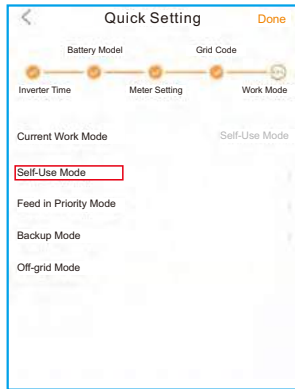 Quick Setting Done
Battery Model Grid Code
Inverter Time Meter Setting Work Mode
Current Work Mode Self-Use Mode
Self-Use Mode
Feed in Priority Mode
Backup Mode
Off-grid Mode